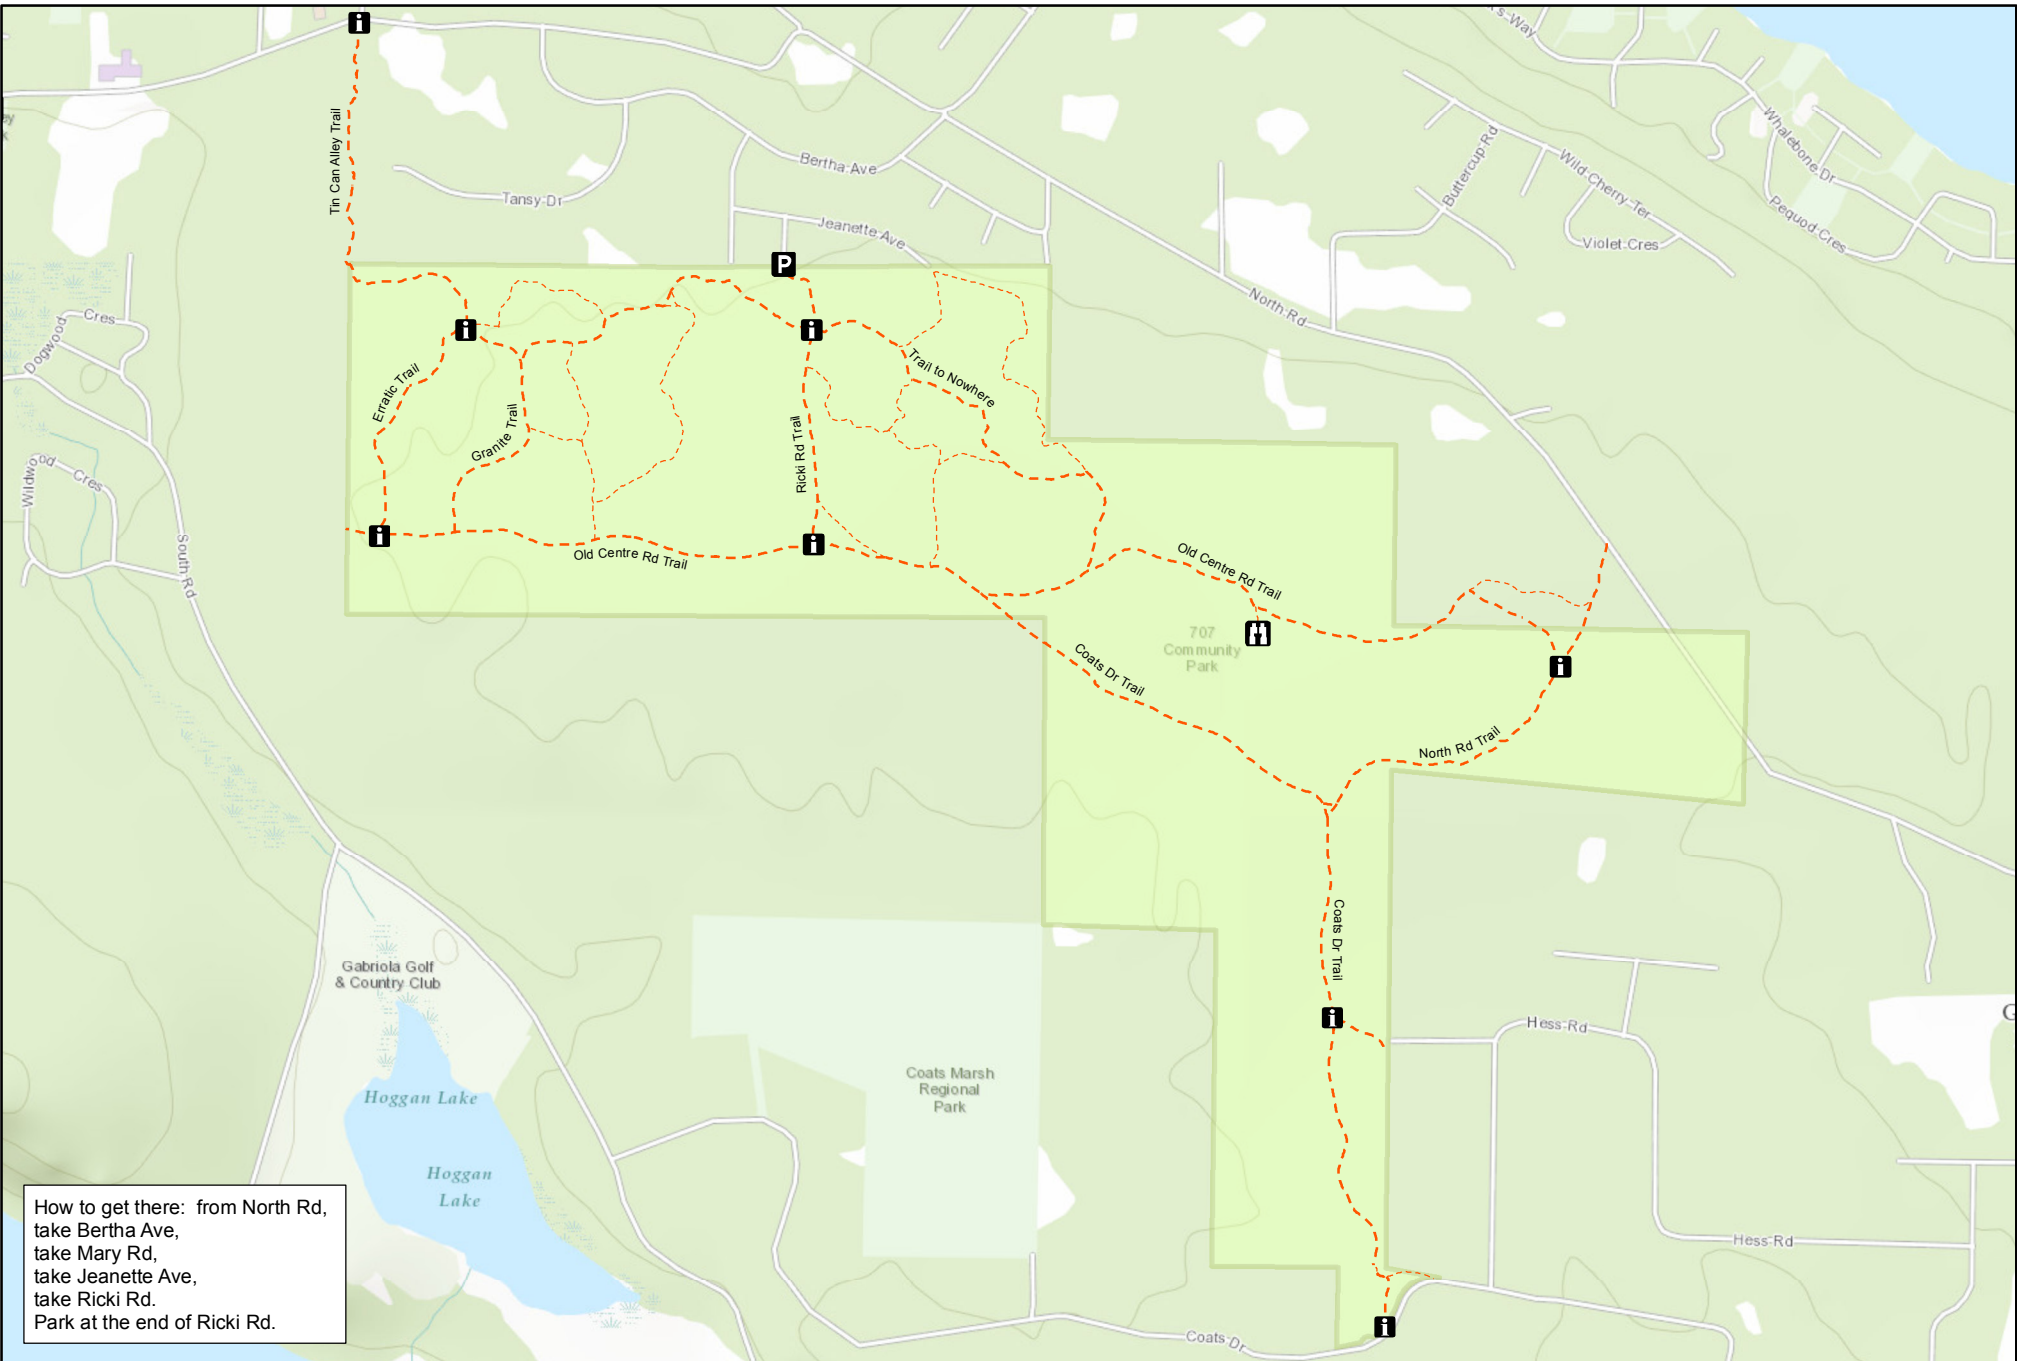 Tin Can Alley Trail
Bertha Ave
Tansy Dr
Jeanette Ave
P
North Rd
Buttercup Rd
Wild Cherry Ter
Violet Cres
Whalebone Dr
Pequod Cres
Dogwood Cres
Wildwood Cres
South Rd
Erratic Trail
Granite Trail
Ricki Rd Trail
Trail to Nowhere
Old Centre Rd Trail
Old Centre Rd Trail
707
Community
Park
Coats Dr Trail
North Rd Trail
Coats Dr Trail
Gabriola Golf
& Country Club
Hoggan Lake
Hoggan
Lake
Coats Marsh
Regional
Park
Hess Rd
Hess Rd
Coats Dr
How to get there: from North Rd,
take Bertha Ave,
take Mary Rd,
take Jeanette Ave,
take Ricki Rd.
Park at the end of Ricki Rd.